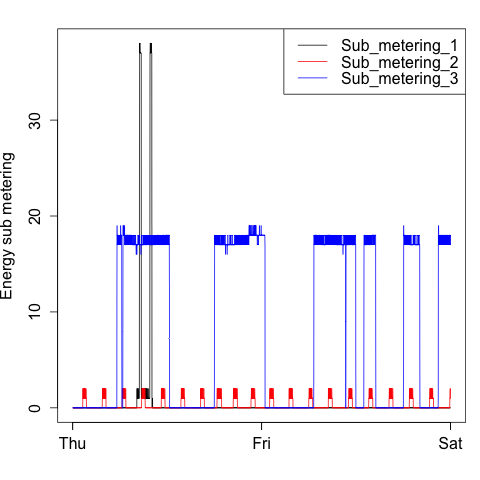 Sub_metering_1
Sub_metering_2
Sub_metering_3
Energy sub metering
30
20
10
0
Thu
Fri
Sat